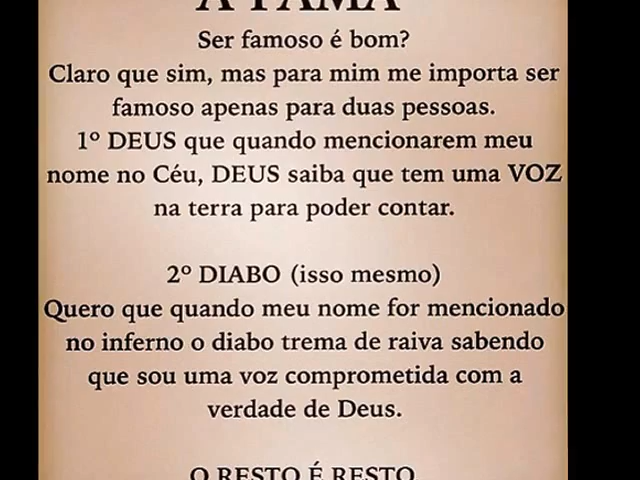 A FAMA
Ser famoso é bom?
Claro que sim, mas para mim me importa ser
famoso apenas para duas pessoas.
1º DEUS que quando mencionarem meu
nome no Céu, DEUS saiba que tem uma VOZ
na terra para poder contar.
2º DIABO (isso mesmo)
Quero que quando meu nome for mencionado
no inferno o diabo trema de raiva sabendo
que sou uma voz comprometida com a
verdade de Deus.
O RESTO É RESTO